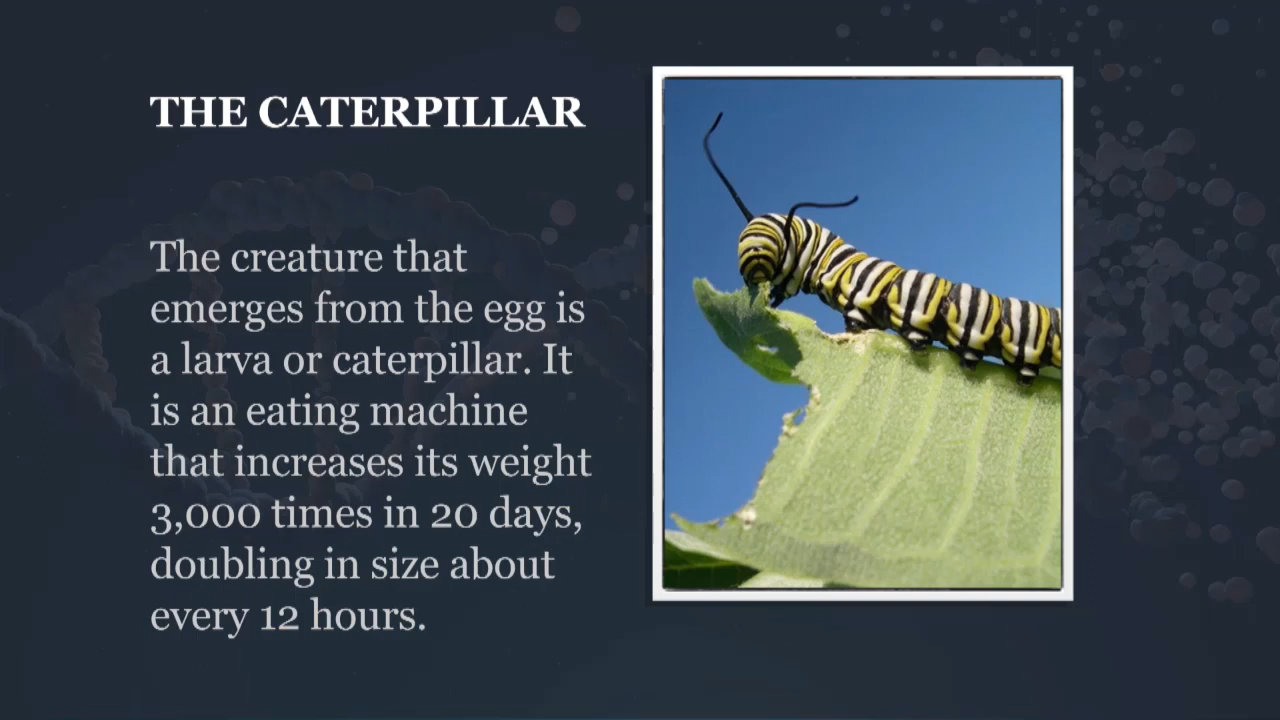 THE CATERPILLAR
The creature that
emerges from the egg is
a larva or caterpillar. It
is an eating machine
that increases its weight
3,000 times in 20 days,
doubling in size about
every 12 hours.